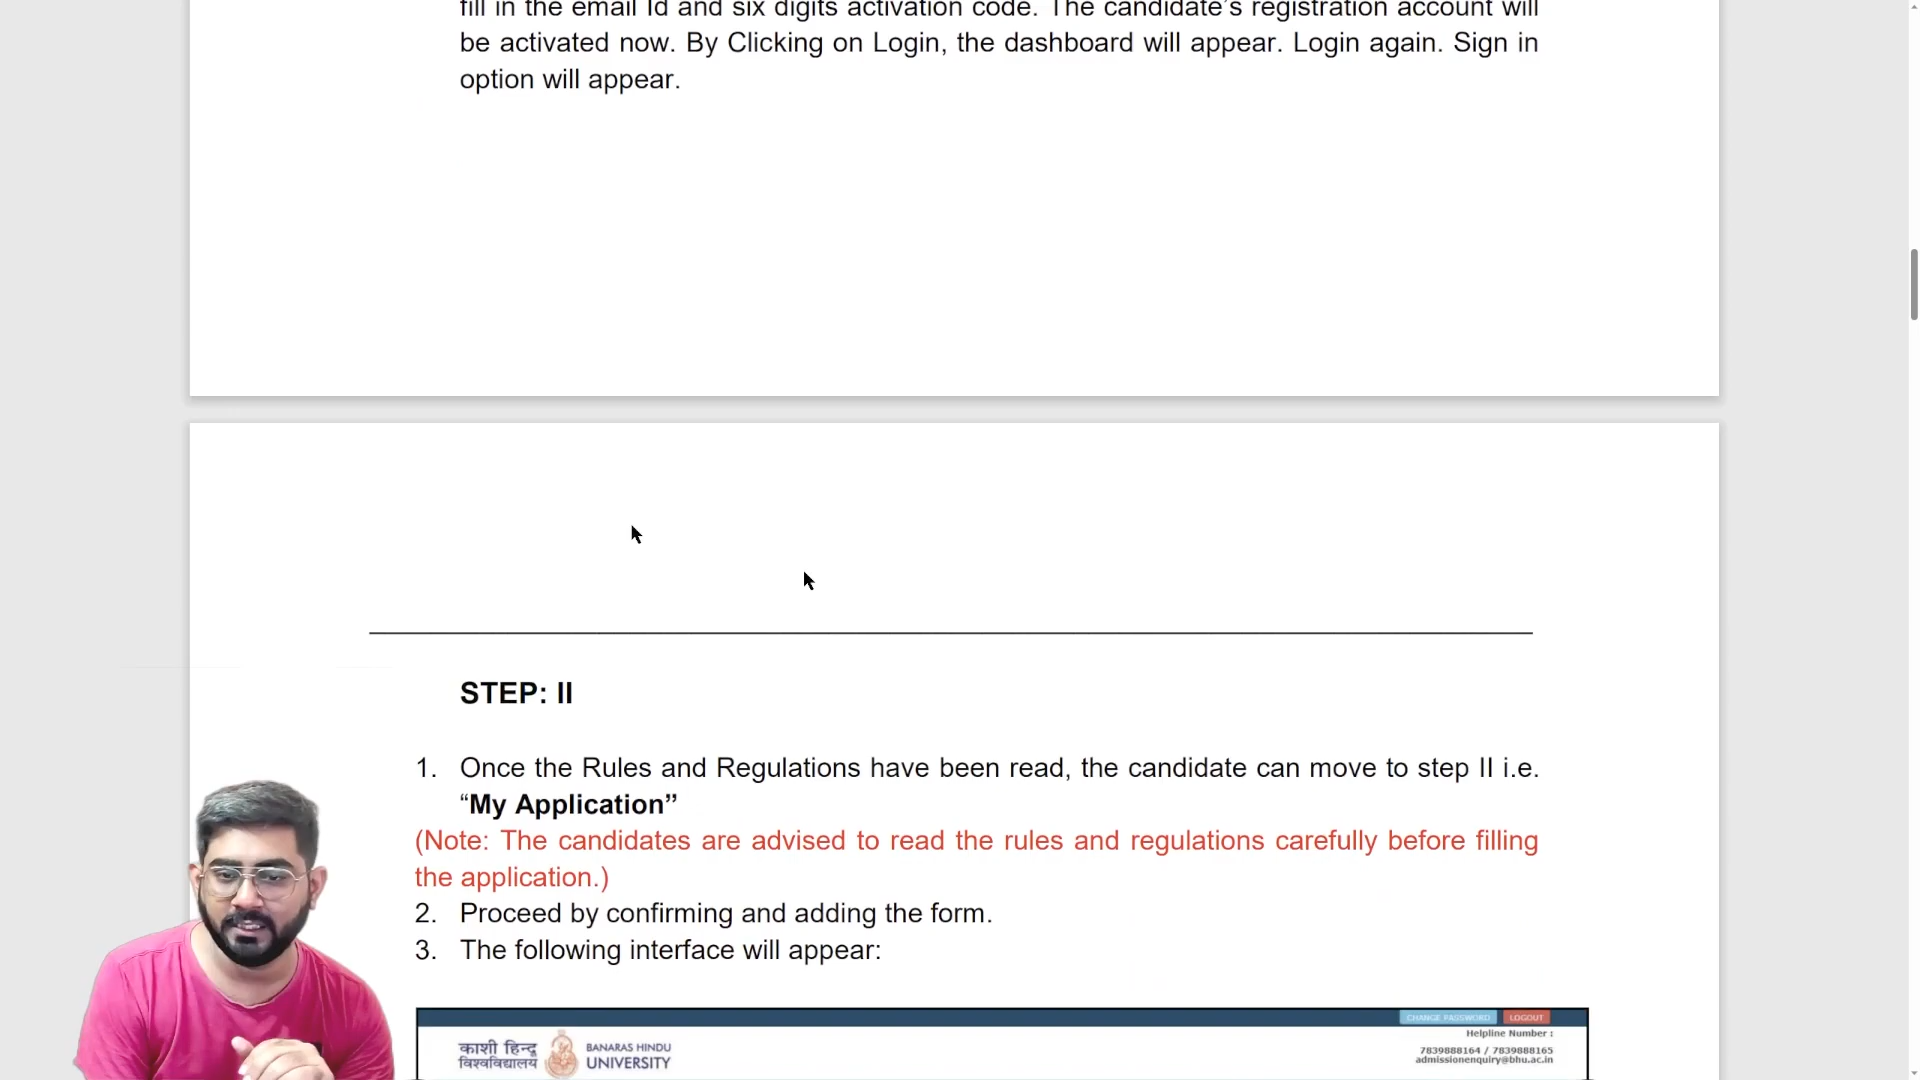 fill in the email Id and six digits activation code. The candidate's registration account will
be activated now. By Clicking on Login, the dashboard will appear. Login again. Sign in
option will appear.
STEP: II
1. Once the Rules and Regulations have been read, the candidate can move to step II i.e.
“My Application”
(Note: The candidates are advised to read the rules and regulations carefully before filling
the application.)
2. Proceed by confirming and adding the form.
3. The following interface will appear:
CHANGE PASSWORD LOGOUT
Helpline Number :
काशी हिन्दू
विश्वविद्यालय
BANARAS HINDU
UNIVERSITY
7839888164 / 7839888165
admissionenquiry@bhu.ac.in